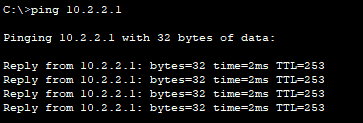 C:\>ping 10.2.2.1
Pinging 10.2.2.1 with 32 bytes of data:
Reply from 10.2.2.1: bytes=32 time=2ms TTL=253
Reply from 10.2.2.1: bytes=32 time=2ms TTL=253
Reply from 10.2.2.1: bytes=32 time=2ms TTL=253
Reply from 10.2.2.1: bytes=32 time=2ms TTL=253